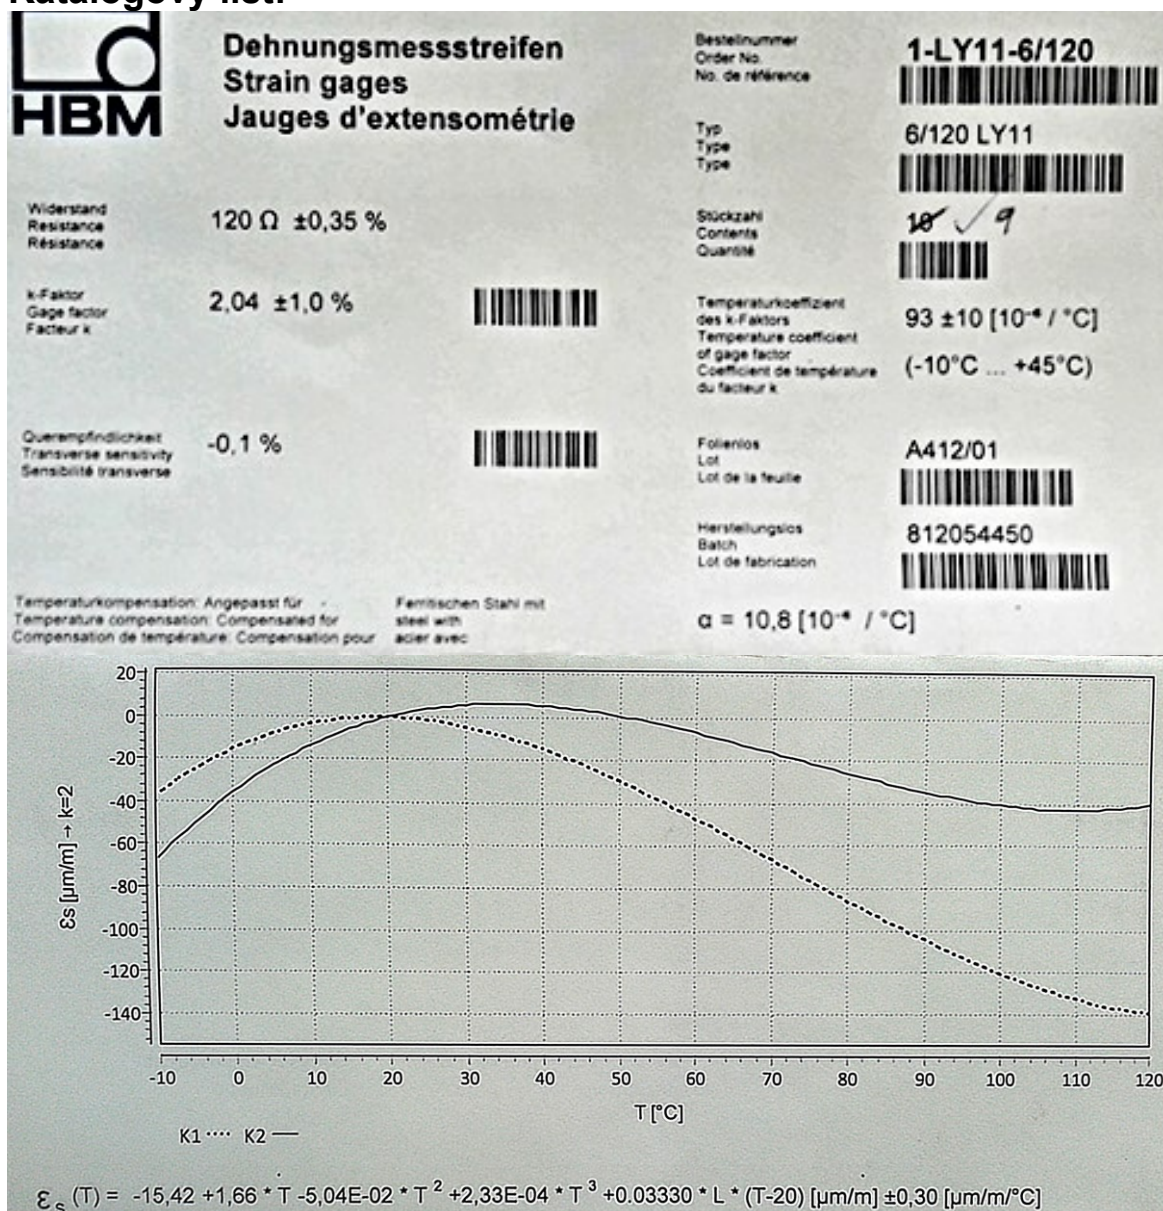 Katalogový list:
HBM
Dehnungsmessstreifen
Strain gages
Jauges d'extensométrie
Bestellnummer
Order No.
No. de référence
1-LY11-6/120
Typ
Type
Type
6/120 LY11
Widerstand
Resistance
Résistance
120 Ω ±0,35 %
Stückzahl
Contents
Quantité
10 ✓ 9
k-Faktor
Gage factor
Facteur k
2,04 ±1,0 %
Temperaturkoeffizient
des k-Faktors
Temperature coefficient
of gage factor
Coefficient de température
du facteur k
93 ±10 [10⁻⁶ / °C]
(-10°C ... +45°C)
Querempfindlichkeit
Transverse sensitivity
Sensibilité transverse
-0,1 %
Folienlos
Lot
Lot de la feuille
A412/01
Herstellungslos
Batch
Lot de fabrication
812054450
Temperaturkompensation: Angepasst für
Temperature compensation: Compensated for
Compensation de température: Compensation pour
Ferritischen Stahl mit
steel with
acier avec
α = 10,8 [10⁻⁶ / °C]
20
0
-20
-40
-60
-80
-100
-120
-140
εs [µm/m] → k=2
-10 0 10 20 30 40 50 60 70 80 90 100 110 120
T [°C]
K1 ···· K2 —
εs (T) = -15,42 +1,66 * T -5,04E-02 * T² +2,33E-04 * T³ +0.03330 * L * (T-20) [µm/m] ±0,30 [µm/m/°C]